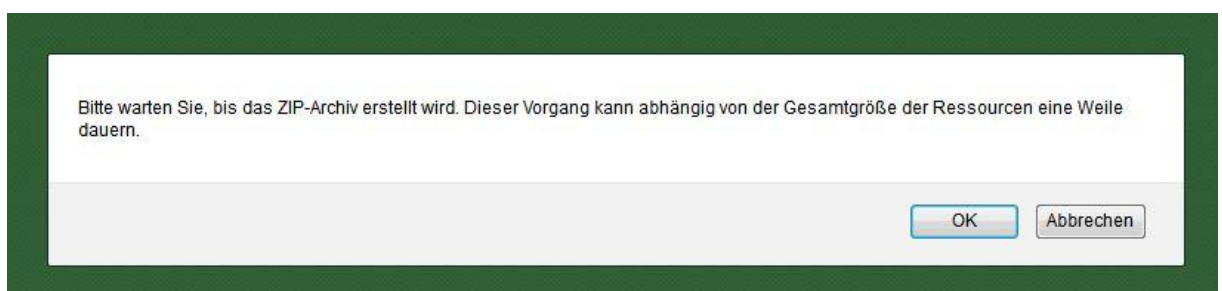 Bitte warten Sie, bis das ZIP-Archiv erstellt wird. Dieser Vorgang kann abhängig von der Gesamtgröße der Ressourcen eine Weile
dauern.
OK Abbrechen